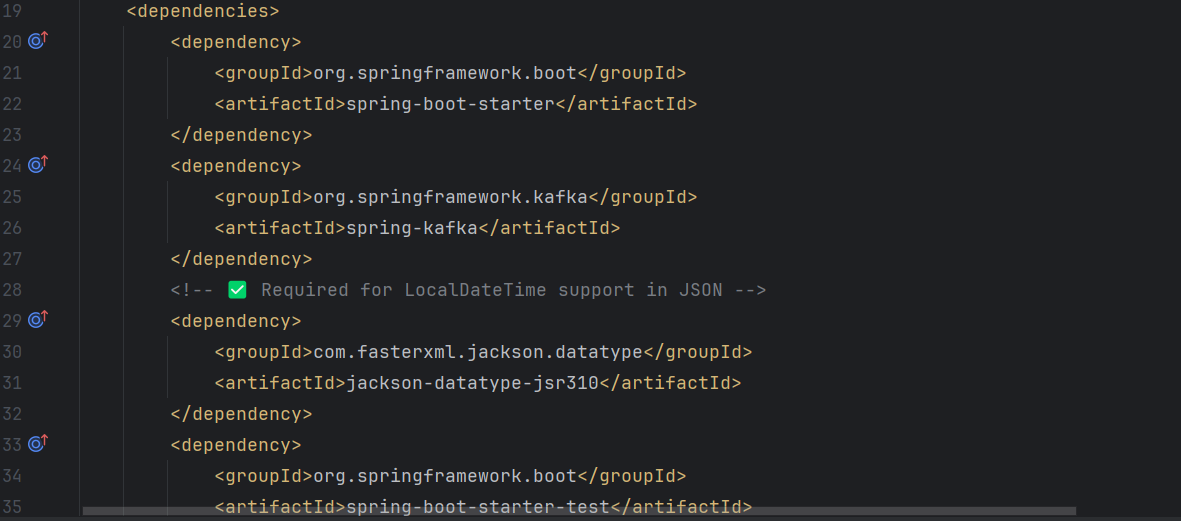 19 <dependencies>
20 <dependency>
21 <groupId>org.springframework.boot</groupId>
22 <artifactId>spring-boot-starter</artifactId>
23 </dependency>
24 <dependency>
25 <groupId>org.springframework.kafka</groupId>
26 <artifactId>spring-kafka</artifactId>
27 </dependency>
28 <!-- ✅ Required for LocalDateTime support in JSON -->
29 <dependency>
30 <groupId>com.fasterxml.jackson.datatype</groupId>
31 <artifactId>jackson-datatype-jsr310</artifactId>
32 </dependency>
33 <dependency>
34 <groupId>org.springframework.boot</groupId>
35 <artifactId>spring-boot-starter-test</artifactId>